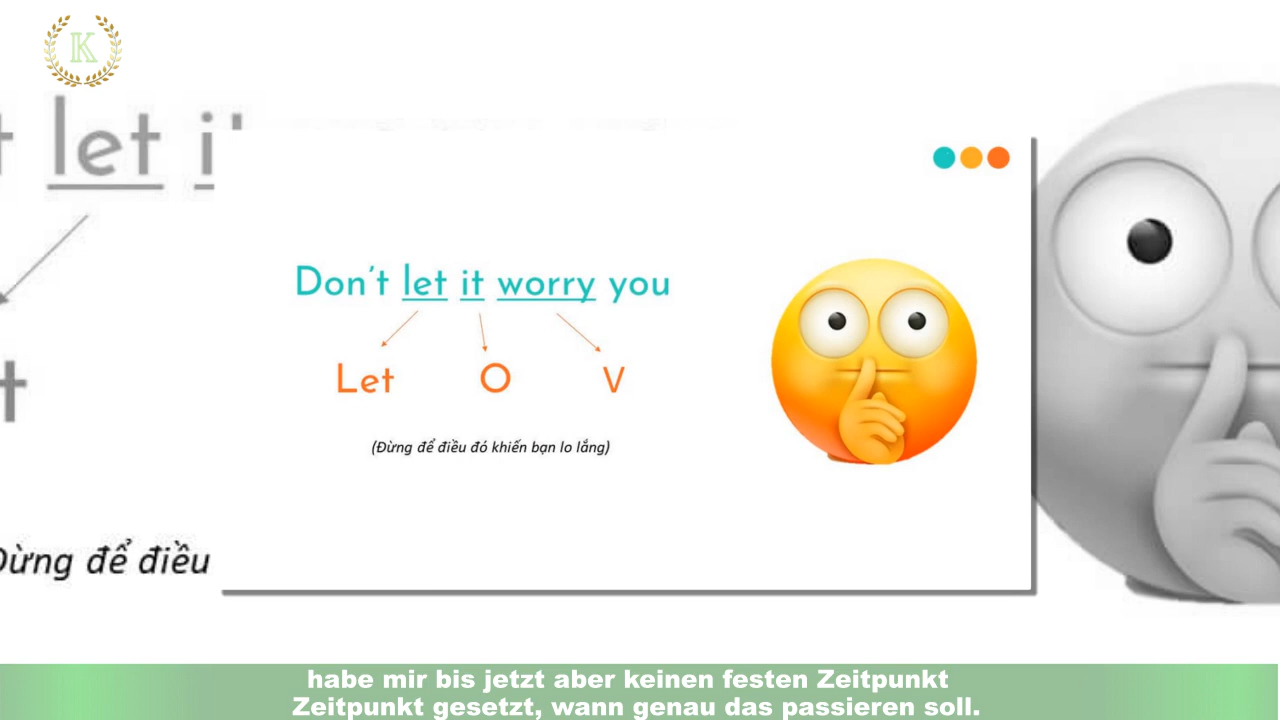 K
let
Don't let it worry you
Let O V
(Đừng để điều đó khiến bạn lo lắng)
Đừng để điều
habe mir bis jetzt aber keinen festen Zeitpunkt
Zeitpunkt gesetzt, wann genau das passieren soll.